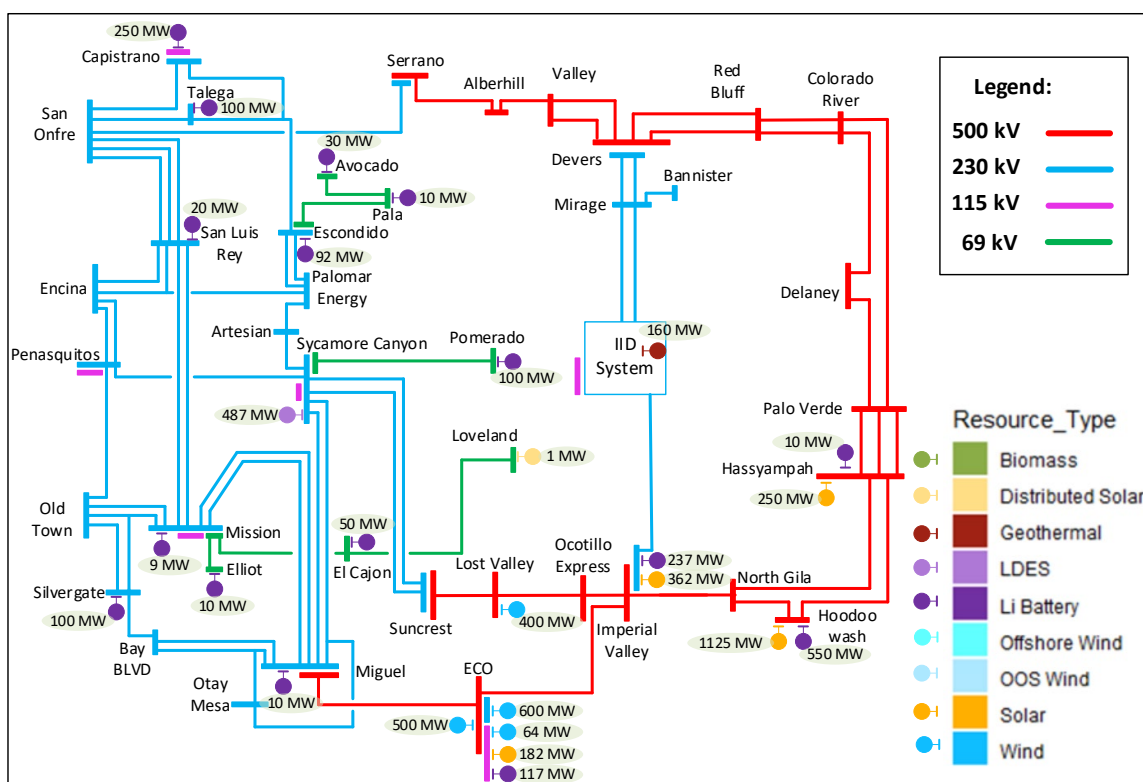 250 MW
Capistrano
Talega
100 MW
San
Onfre
Serrano
Alberhill
Valley
Red
Bluff
Colorado
River
Devers
Bannister
Mirage
30 MW
Avocado
10 MW
Pala
20 MW
San Luis
Rey
Escondido
92 MW
Palomar
Energy
Encina
Artesian
Penasquitos
Sycamore Canyon
Pomerado
100 MW
487 MW
160 MW
IID
System
Delaney
Palo Verde
10 MW
Hassyampah
250 MW
Loveland
1 MW
Old
Town
Mission
9 MW
50 MW
El Cajon
Elliot
10 MW
Silvergate
100 MW
Bay
BLVD
Lost Valley
Ocotillo
Express
237 MW
362 MW
North Gila
400 MW
Suncrest
Imperial
Valley
Hoodoo
wash
1125 MW
550 MW
Miguel
Otay
Mesa
10 MW
ECO
500 MW
600 MW
64 MW
182 MW
117 MW
Legend:
500 kV
230 kV
115 kV
69 kV
Resource_Type
Biomass
Distributed Solar
Geothermal
LDES
Li Battery
Offshore Wind
OOS Wind
Solar
Wind